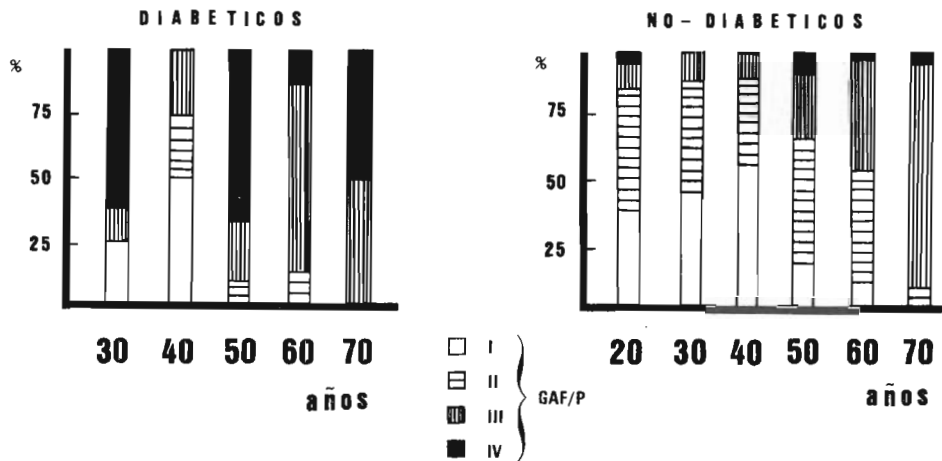 DIABETICOS
%
75
50
25
30 40 50 60 70
años
NO-DIABETICOS
%
75
50
25
20 30 40 50 60 70
años
I
II
III
IV
GAF/P